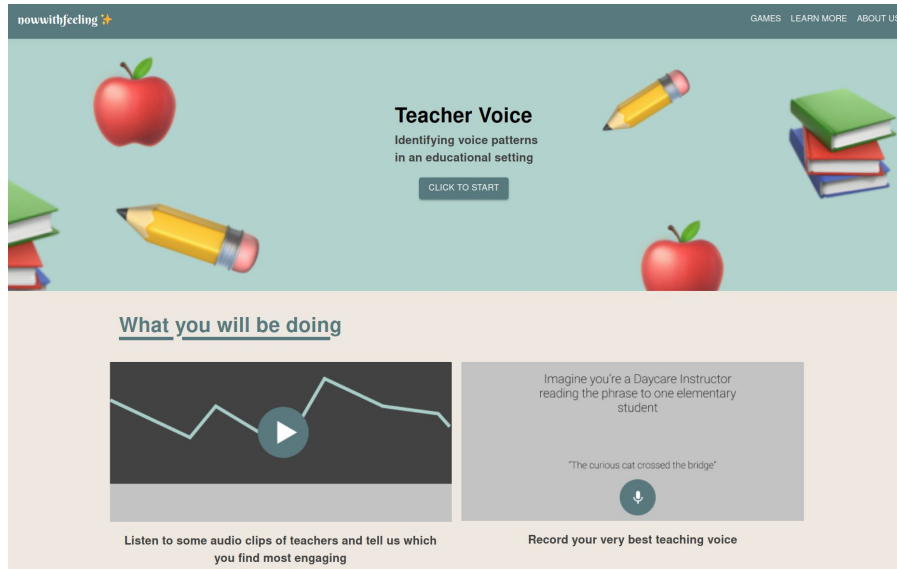 nowwithfeeling ✨
GAMES LEARN MORE ABOUT US
Teacher Voice
Identifying voice patterns
in an educational setting
CLICK TO START
What you will be doing
Imagine you're a Daycare Instructor
reading the phrase to one elementary
student
"The curious cat crossed the bridge"
Listen to some audio clips of teachers and tell us which
you find most engaging
Record your very best teaching voice